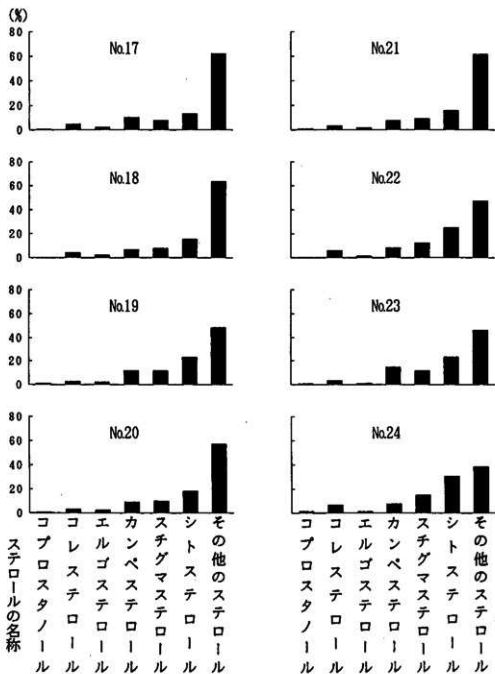 (%)
No.17
80
60
40
20
0
No.21
No.18
80
60
40
20
0
No.22
No.19
80
60
40
20
0
No.23
No.20
80
60
40
20
0
No.24
ステロールの名称
コプロスタノール
コレステロール
エルゴステロール
カンペステロール
スチグマステロール
シトステロール
その他のステロール
コプロスタノール
コレステロール
エルゴステロール
カンペステロール
スチグマステロール
シトステロール
その他のステロール